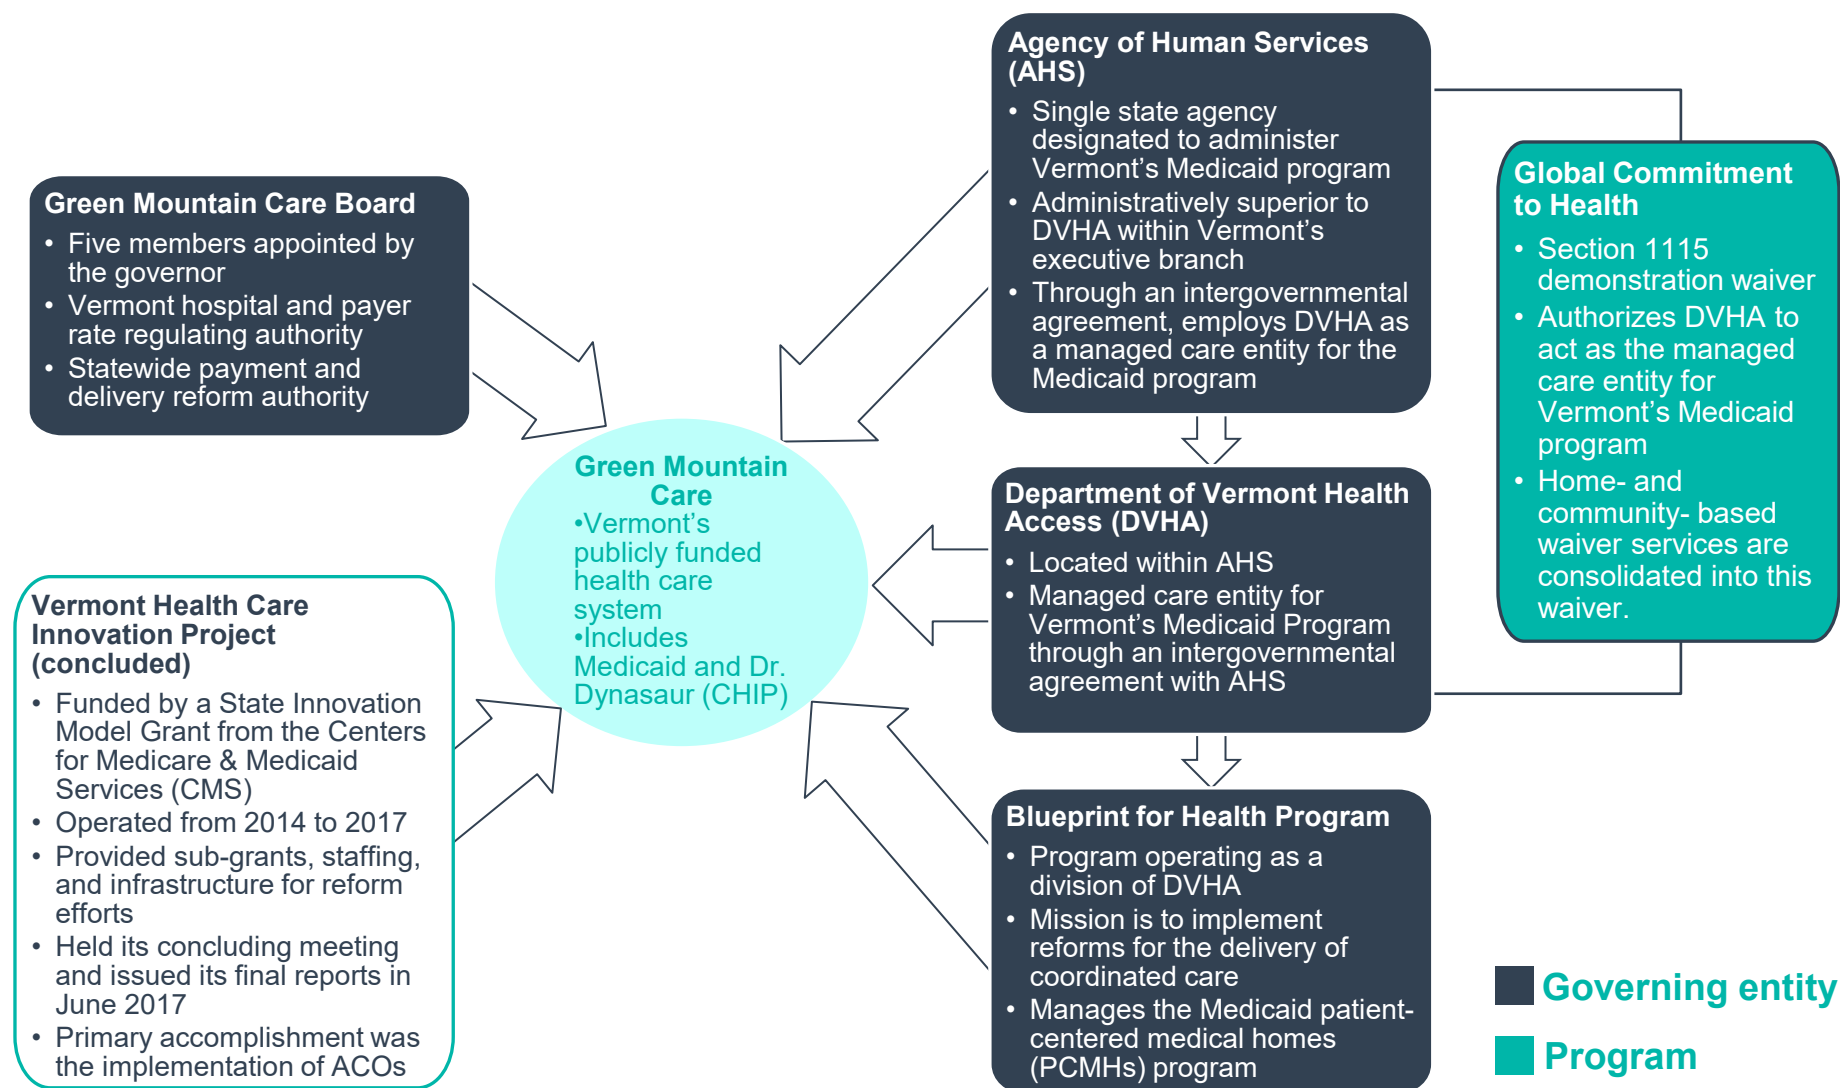 Green Mountain Care Board
• Five members appointed by
the governor
• Vermont hospital and payer
rate regulating authority
• Statewide payment and
delivery reform authority
Vermont Health Care
Innovation Project
(concluded)
• Funded by a State Innovation
Model Grant from the Centers
for Medicare & Medicaid
Services (CMS)
• Operated from 2014 to 2017
• Provided sub-grants, staffing,
and infrastructure for reform
efforts
• Held its concluding meeting
and issued its final reports in
June 2017
• Primary accomplishment was
the implementation of ACOs
Green Mountain
Care
•Vermont’s
publicly funded
health care
system
•Includes
Medicaid and Dr.
Dynasaur (CHIP)
Agency of Human Services
(AHS)
• Single state agency
designated to administer
Vermont’s Medicaid program
• Administratively superior to
DVHA within Vermont’s
executive branch
• Through an intergovernmental
agreement, employs DVHA as
a managed care entity for the
Medicaid program
Department of Vermont Health
Access (DVHA)
• Located within AHS
• Managed care entity for
Vermont’s Medicaid Program
through an intergovernmental
agreement with AHS
Blueprint for Health Program
• Program operating as a
division of DVHA
• Mission is to implement
reforms for the delivery of
coordinated care
• Manages the Medicaid patient-
centered medical homes
(PCMHs) program
Global Commitment
to Health
• Section 1115
demonstration waiver
• Authorizes DVHA to
act as the managed
care entity for
Vermont’s Medicaid
program
• Home- and
community- based
waiver services are
consolidated into this
waiver.
Governing entity
Program